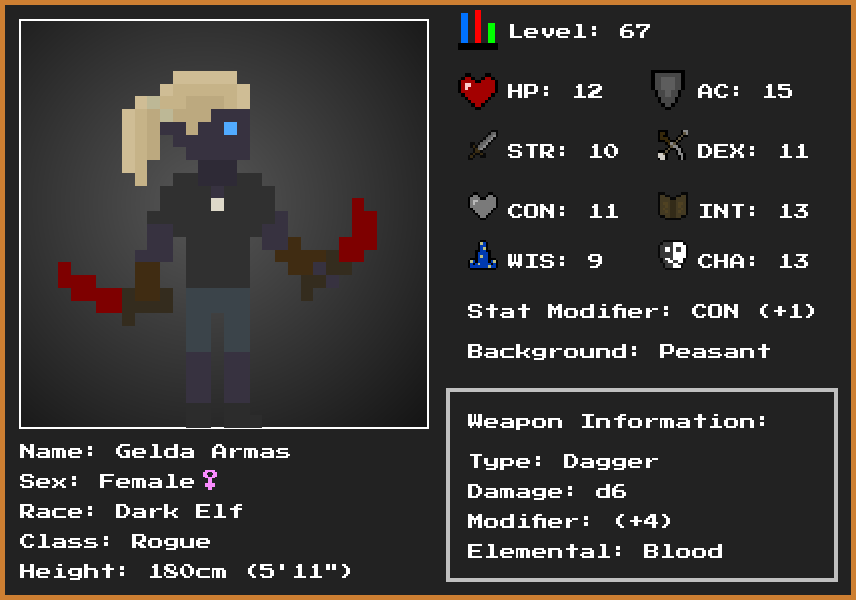 Level: 67
HP: 12 AC: 15
STR: 10 DEX: 11
CON: 11 INT: 13
WIS: 9 CHA: 13
Stat Modifier: CON (+1)
Background: Peasant
Weapon Information:
Type: Dagger
Damage: d6
Modifier: (+4)
Elemental: Blood
Name: Gelda Armas
Sex: Female♀
Race: Dark Elf
Class: Rogue
Height: 180cm (5'11")